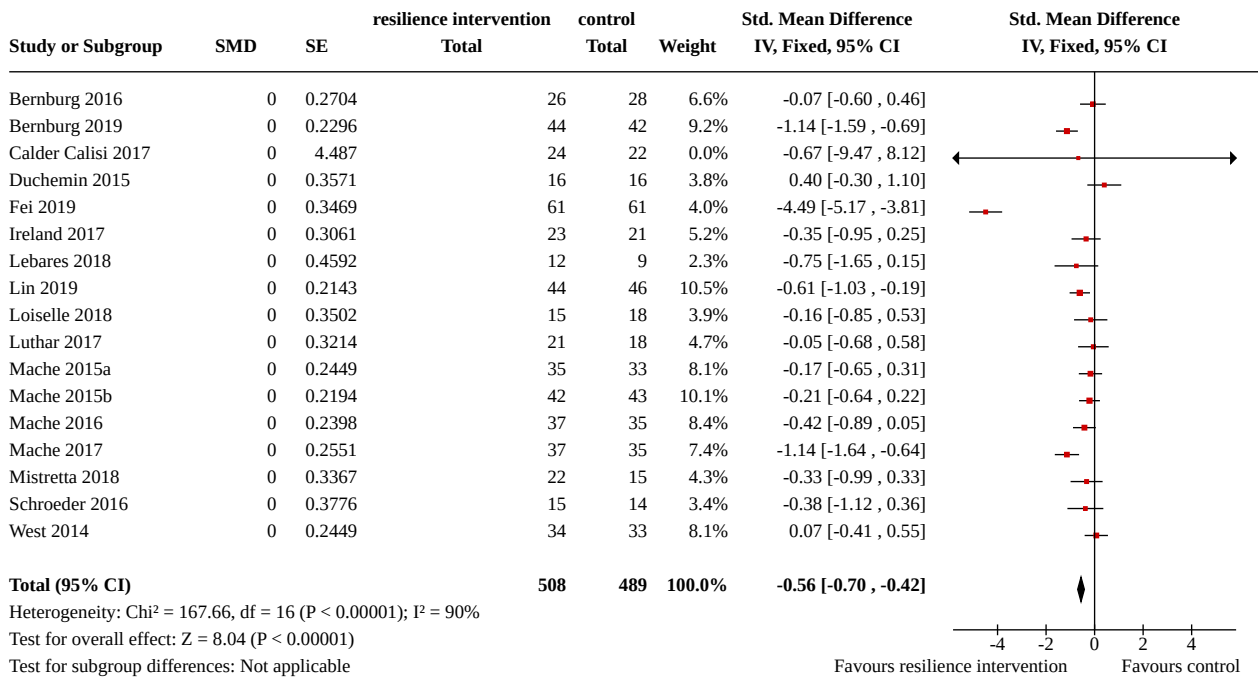 resilience intervention control Std. Mean Difference Std. Mean Difference
Study or Subgroup SMD SE Total Total Weight IV, Fixed, 95% CI IV, Fixed, 95% CI
Bernburg 2016 0 0.2704 26 28 6.6% -0.07 [-0.60 , 0.46]
Bernburg 2019 0 0.2296 44 42 9.2% -1.14 [-1.59 , -0.69]
Calder Calisi 2017 0 4.487 24 22 0.0% -0.67 [-9.47 , 8.12]
Duchemin 2015 0 0.3571 16 16 3.8% 0.40 [-0.30 , 1.10]
Fei 2019 0 0.3469 61 61 4.0% -4.49 [-5.17 , -3.81]
Ireland 2017 0 0.3061 23 21 5.2% -0.35 [-0.95 , 0.25]
Lebares 2018 0 0.4592 12 9 2.3% -0.75 [-1.65 , 0.15]
Lin 2019 0 0.2143 44 46 10.5% -0.61 [-1.03 , -0.19]
Loiselle 2018 0 0.3502 15 18 3.9% -0.16 [-0.85 , 0.53]
Luthar 2017 0 0.3214 21 18 4.7% -0.05 [-0.68 , 0.58]
Mache 2015a 0 0.2449 35 33 8.1% -0.17 [-0.65 , 0.31]
Mache 2015b 0 0.2194 42 43 10.1% -0.21 [-0.64 , 0.22]
Mache 2016 0 0.2398 37 35 8.4% -0.42 [-0.89 , 0.05]
Mache 2017 0 0.2551 37 35 7.4% -1.14 [-1.64 , -0.64]
Mistretta 2018 0 0.3367 22 15 4.3% -0.33 [-0.99 , 0.33]
Schroeder 2016 0 0.3776 15 14 3.4% -0.38 [-1.12 , 0.36]
West 2014 0 0.2449 34 33 8.1% 0.07 [-0.41 , 0.55]
Total (95% CI) 508 489 100.0% -0.56 [-0.70 , -0.42]
Heterogeneity: Chi² = 167.66, df = 16 (P < 0.00001); I² = 90%
Test for overall effect: Z = 8.04 (P < 0.00001) -4 -2 0 2 4
Test for subgroup differences: Not applicable Favours resilience intervention Favours control